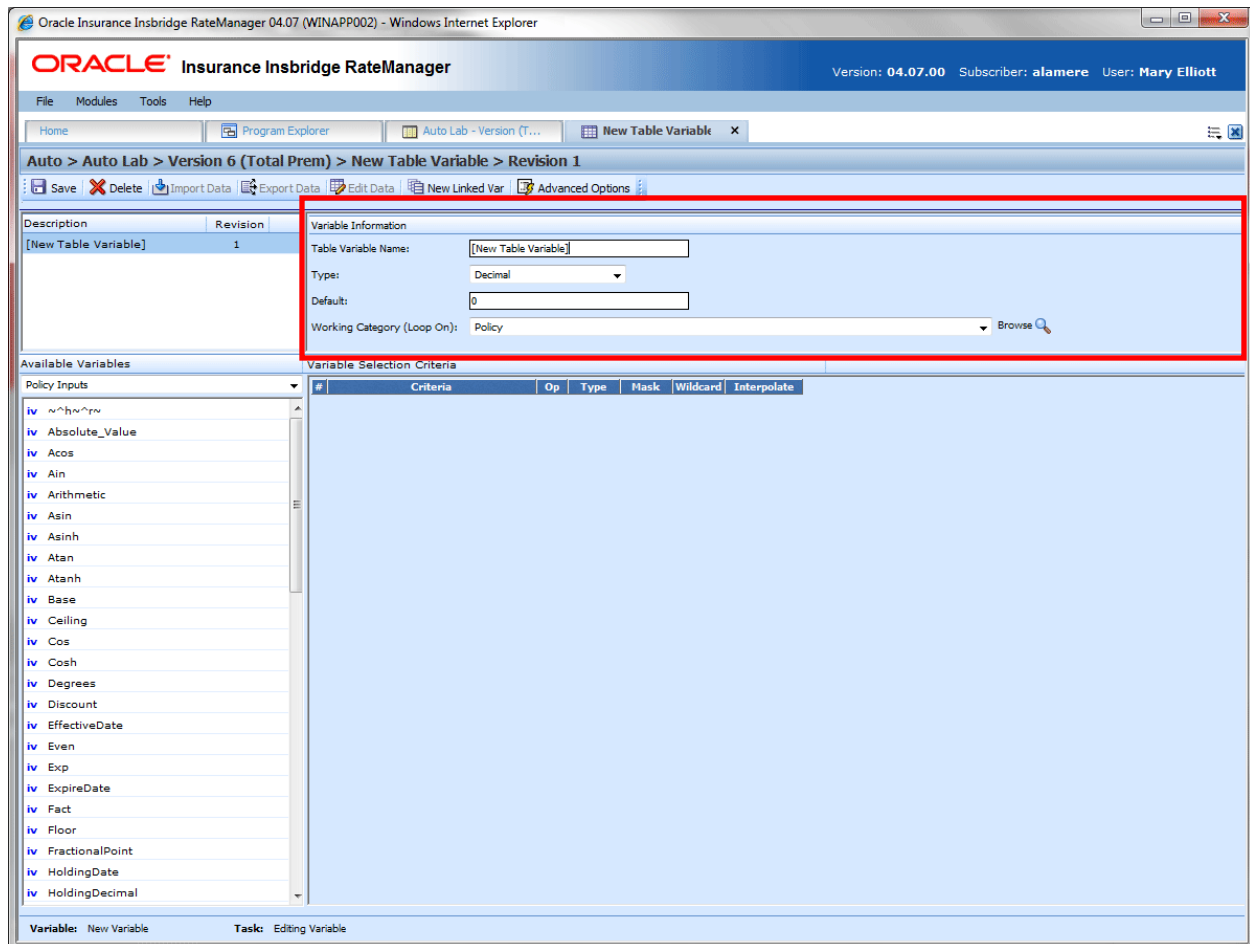 Oracle Insurance Insbridge RateManager 04.07 (WINAPP002) - Windows Internet Explorer
ORACLE Insurance Insbridge RateManager
Version: 04.07.00 Subscriber: alamere User: Mary Elliott
File Modules Tools Help
Home Program Explorer Auto Lab - Version (T... New Table Variable x
Auto > Auto Lab > Version 6 (Total Prem) > New Table Variable > Revision 1
Save Delete Import Data Export Data Edit Data New Linked Var Advanced Options
Description Revision
[New Table Variable] 1
Variable Information
Table Variable Name: [New Table Variable]
Type: Decimal
Default: 0
Working Category (Loop On): Policy Browse
Available Variables
Variable Selection Criteria
Policy Inputs
# Criteria Op Type Mask Wildcard Interpolate
iv ~^h~^r~
iv Absolute_Value
iv Acos
iv Ain
iv Arithmetic
iv Asin
iv Asinh
iv Atan
iv Atanh
iv Base
iv Ceiling
iv Cos
iv Cosh
iv Degrees
iv Discount
iv EffectiveDate
iv Even
iv Exp
iv ExpireDate
iv Fact
iv Floor
iv FractionalPoint
iv HoldingDate
iv HoldingDecimal
Variable: New Variable Task: Editing Variable